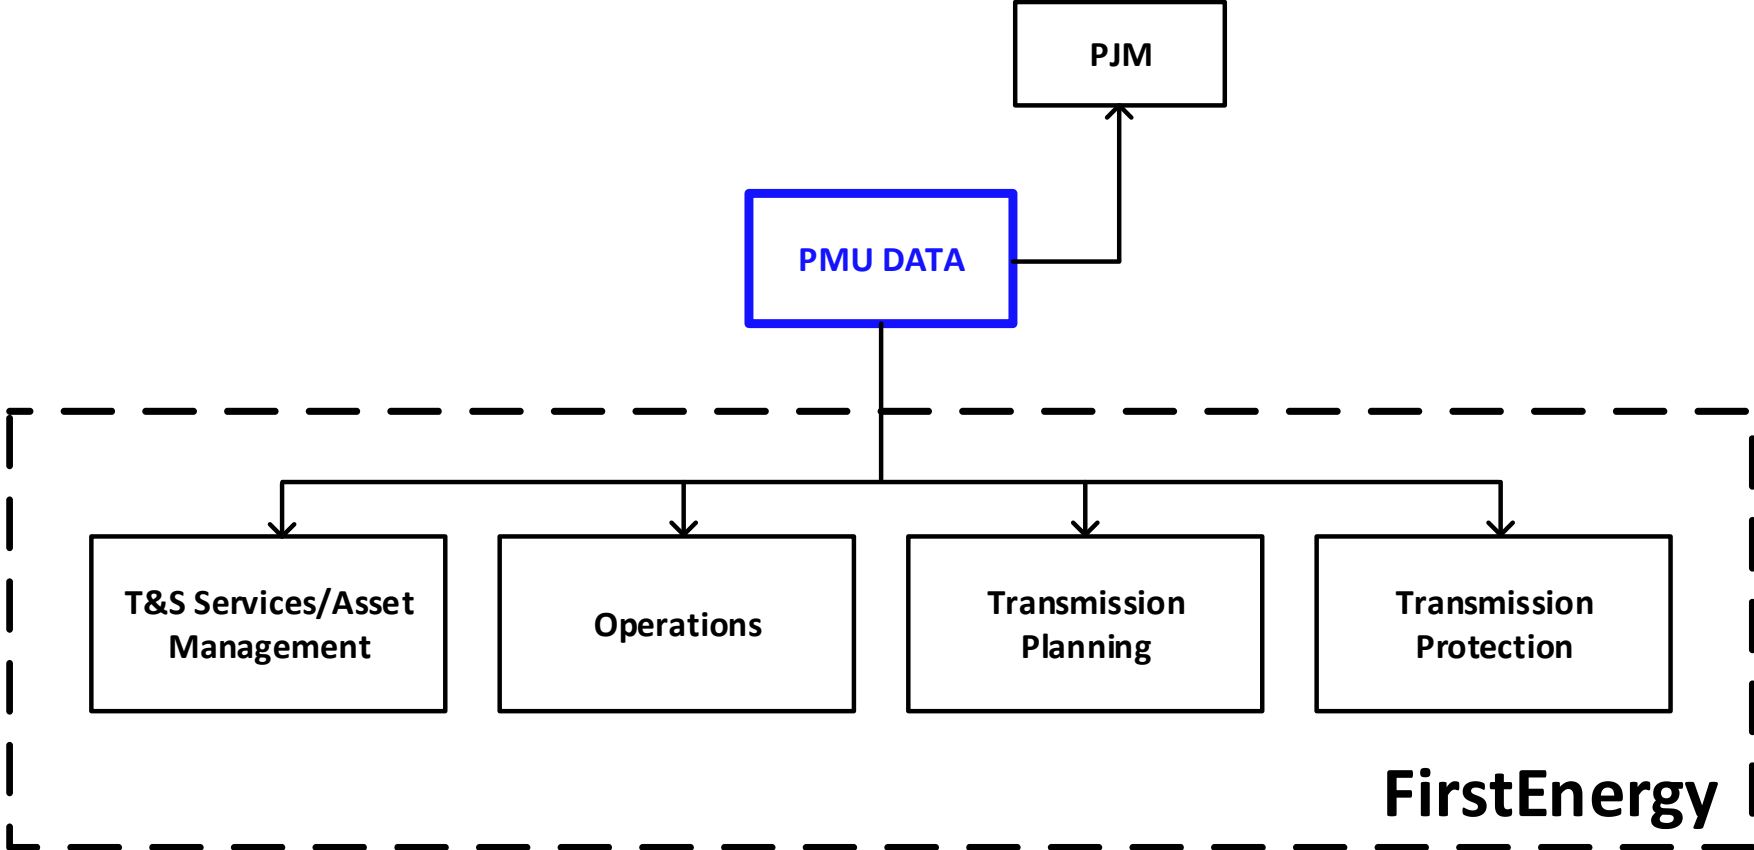 PJM
PMU DATA
T&S Services/Asset
Management
Operations
Transmission
Planning
Transmission
Protection
FirstEnergy